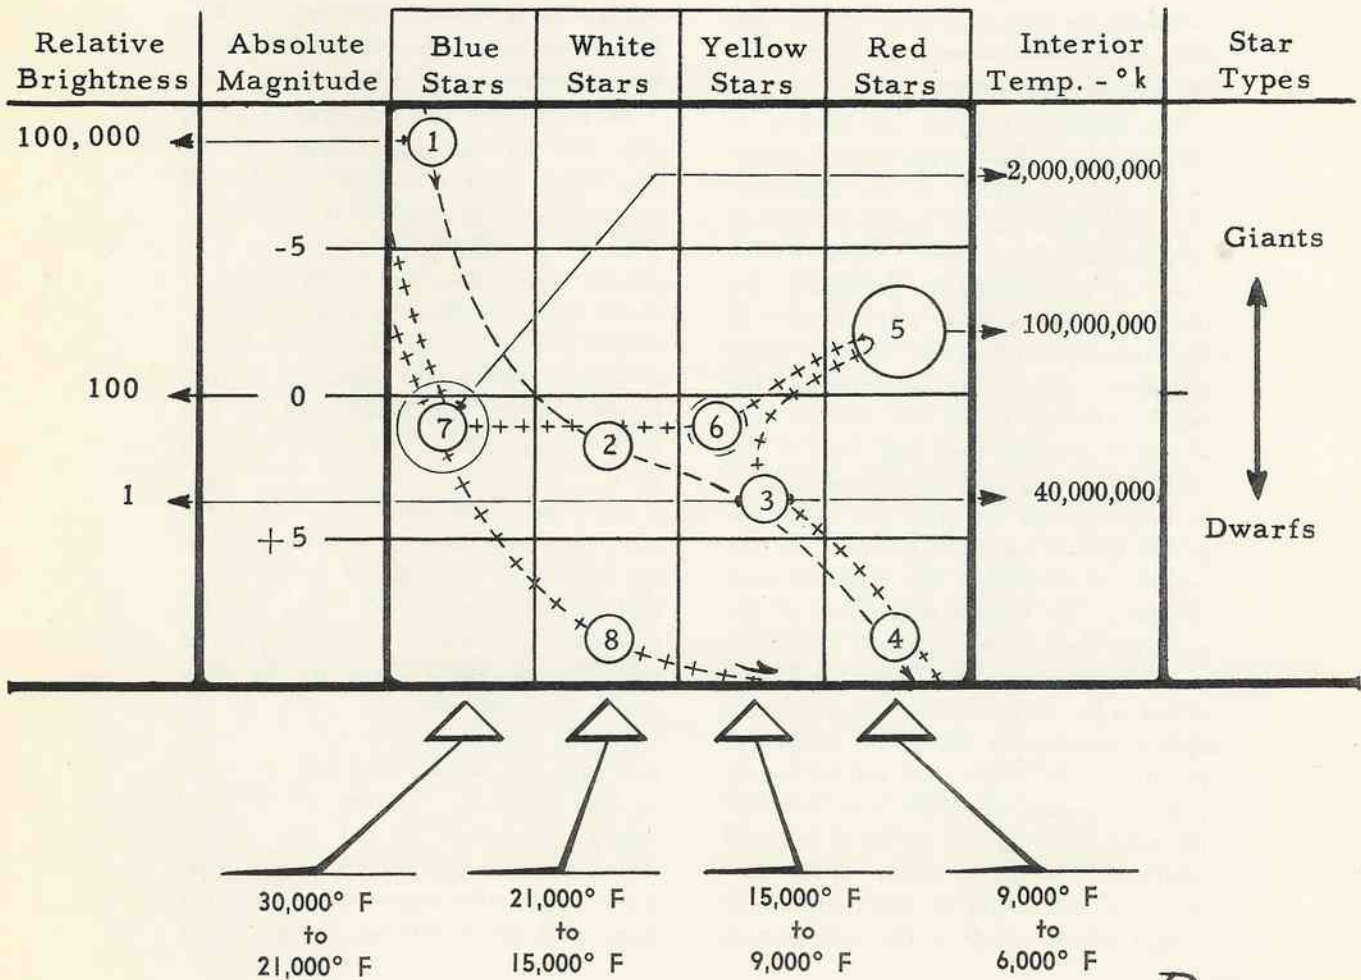 Relative Brightness
Absolute Magnitude
Blue Stars
White Stars
Yellow Stars
Red Stars
Interior Temp. - °k
Star Types
100,000
1
2,000,000,000
-5
Giants
5
100,000,000
100
0
7
6
2
1
3
40,000,000
+5
Dwarfs
8
4
30,000° F
to
21,000° F
21,000° F
to
15,000° F
15,000° F
to
9,000° F
9,000° F
to
6,000° F